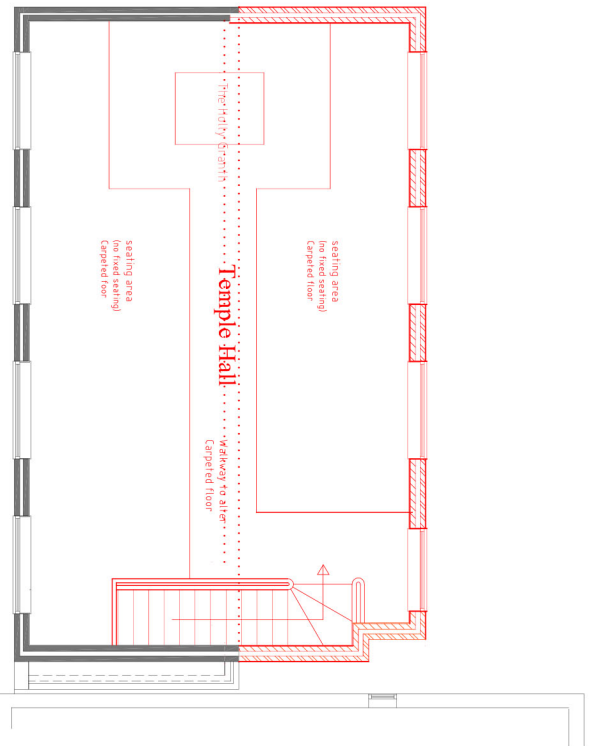 The Holy Granth
seating area
(no fixed seating)
Carpeted floor
seating area
(no fixed seating)
Carpeted floor
Temple Hall
Walkway to alter
Carpeted floor